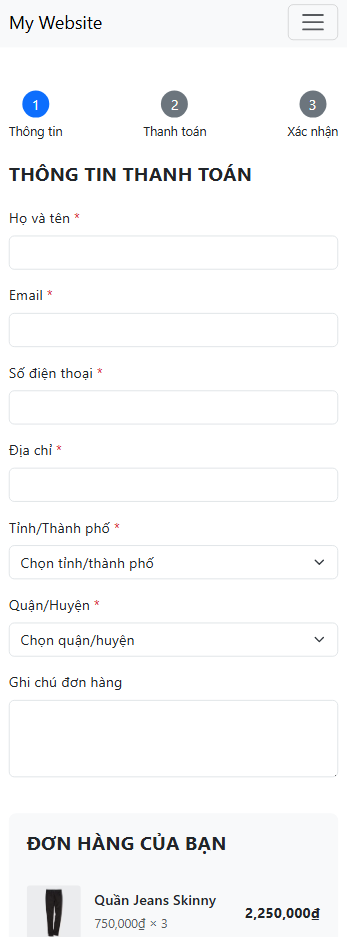 My Website
1 2 3
Thông tin Thanh toán Xác nhận
THÔNG TIN THANH TOÁN
Họ và tên *
Email *
Số điện thoại *
Địa chỉ *
Tỉnh/Thành phố *
Chọn tỉnh/thành phố
Quận/Huyện *
Chọn quận/huyện
Ghi chú đơn hàng
ĐƠN HÀNG CỦA BẠN
Quần Jeans Skinny
750,000₫ × 3
2,250,000₫